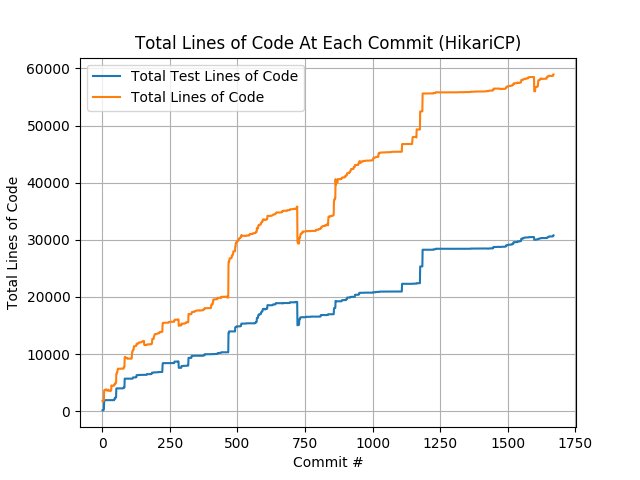 Total Lines of Code At Each Commit (HikariCP)
Total Test Lines of Code
Total Lines of Code
60000
50000
40000
30000
20000
10000
0
Total Lines of Code
0 250 500 750 1000 1250 1500 1750
Commit #